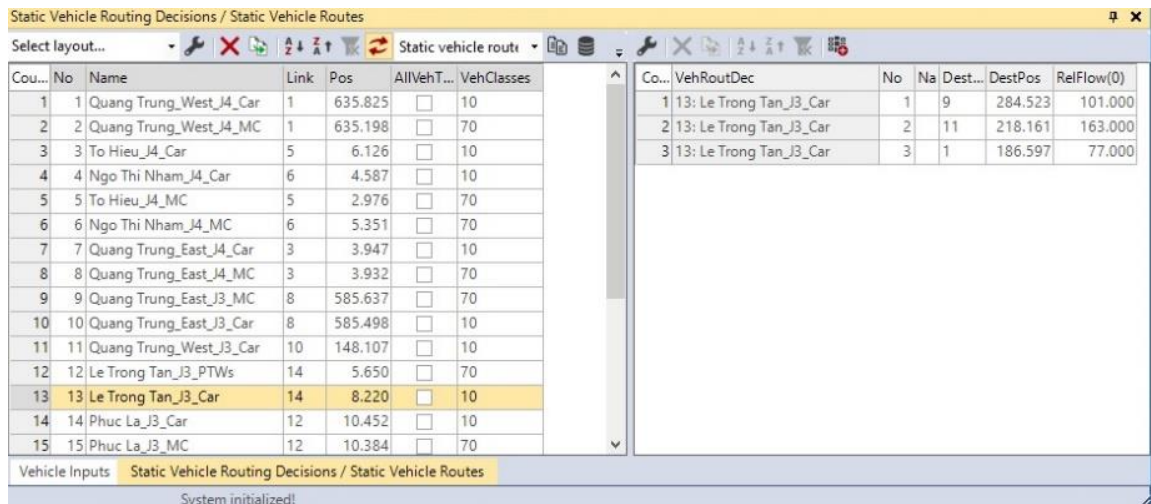 Static Vehicle Routing Decisions / Static Vehicle Routes
Select layout... Static vehicle route
Cou... No Name Link Pos AllVehT... VehClasses
1 1 Quang Trung_West_J4_Car 1 635.825 10
2 2 Quang Trung_West_J4_MC 1 635.198 70
3 3 To Hieu_J4_Car 5 6.126 10
4 4 Ngo Thi Nham_J4_Car 6 4.587 10
5 5 To Hieu_J4_MC 5 2.976 70
6 6 Ngo Thi Nham_J4_MC 6 5.351 70
7 7 Quang Trung_East_J4_Car 3 3.947 10
8 8 Quang Trung_East_J4_MC 3 3.932 70
9 9 Quang Trung_East_J3_MC 8 585.637 70
10 10 Quang Trung_East_J3_Car 8 585.498 10
11 11 Quang Trung_West_J3_Car 10 148.107 10
12 12 Le Trong Tan_J3_PTWs 14 5.650 70
13 13 Le Trong Tan_J3_Car 14 8.220 10
14 14 Phuc La_J3_Car 12 10.452 10
15 15 Phuc La_J3_MC 12 10.384 70
Co... VehRoutDec No Na Dest... DestPos RelFlow(0)
1 13: Le Trong Tan_J3_Car 1 9 284.523 101.000
2 13: Le Trong Tan_J3_Car 2 11 218.161 163.000
3 13: Le Trong Tan_J3_Car 3 1 186.597 77.000
Vehicle Inputs Static Vehicle Routing Decisions / Static Vehicle Routes
System initialized!